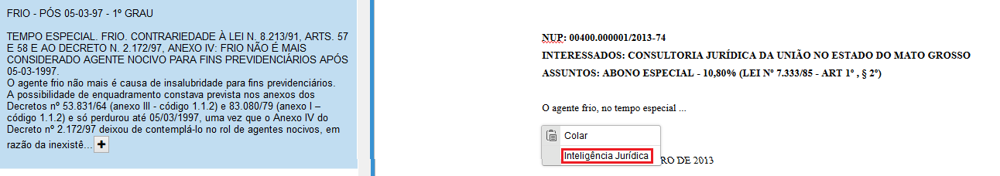 FRIO - PÓS 05-03-97 - 1º GRAU
TEMPO ESPECIAL. FRIO. CONTRARIEDADE À LEI N. 8.213/91, ARTS. 57
E 58 E AO DECRETO N. 2.172/97, ANEXO IV: FRIO NÃO É MAIS
CONSIDERADO AGENTE NOCIVO PARA FINS PREVIDENCIÁRIOS APÓS
05-03-1997.
O agente frio não mais é causa de insalubridade para fins previdenciários.
A possibilidade de enquadramento constava prevista nos anexos dos
Decretos nº 53.831/64 (anexo III - código 1.1.2) e 83.080/79 (anexo I –
código 1.1.2) e só perdurou até 05/03/1997, uma vez que o Anexo IV do
Decreto nº 2.172/97 deixou de contemplá-lo no rol de agentes nocivos, em
razão da inexistê...
NUP: 00400.000001/2013-74
INTERESSADOS: CONSULTORIA JURÍDICA DA UNIÃO NO ESTADO DO MATO GROSSO
ASSUNTOS: ABONO ESPECIAL - 10,80% (LEI Nº 7.333/85 - ART 1º , § 2º)
O agente frio, no tempo especial ...
Colar
Inteligência Jurídica
RO DE 2013